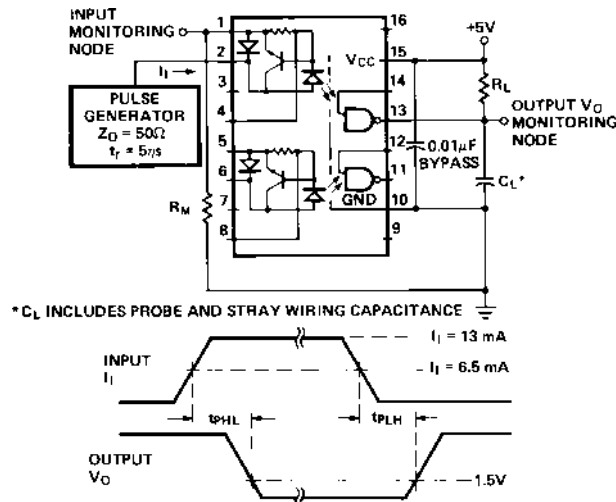 INPUT
MONITORING
NODE
1
2
3
4
5
6
7
8
I_I →
PULSE
GENERATOR
Z_O = 50Ω
t_r = 5ηs
R_M
16
15
14
13
12
11
10
9
V_CC
GND
+5V
R_L
OUTPUT V_O
MONITORING
NODE
0.01μF
BYPASS
C_L*
*C_L INCLUDES PROBE AND STRAY WIRING CAPACITANCE
INPUT
I_I
I_I = 13 mA
I_I = 6.5 mA
t_PHL
t_PLH
OUTPUT
V_O
1.5V